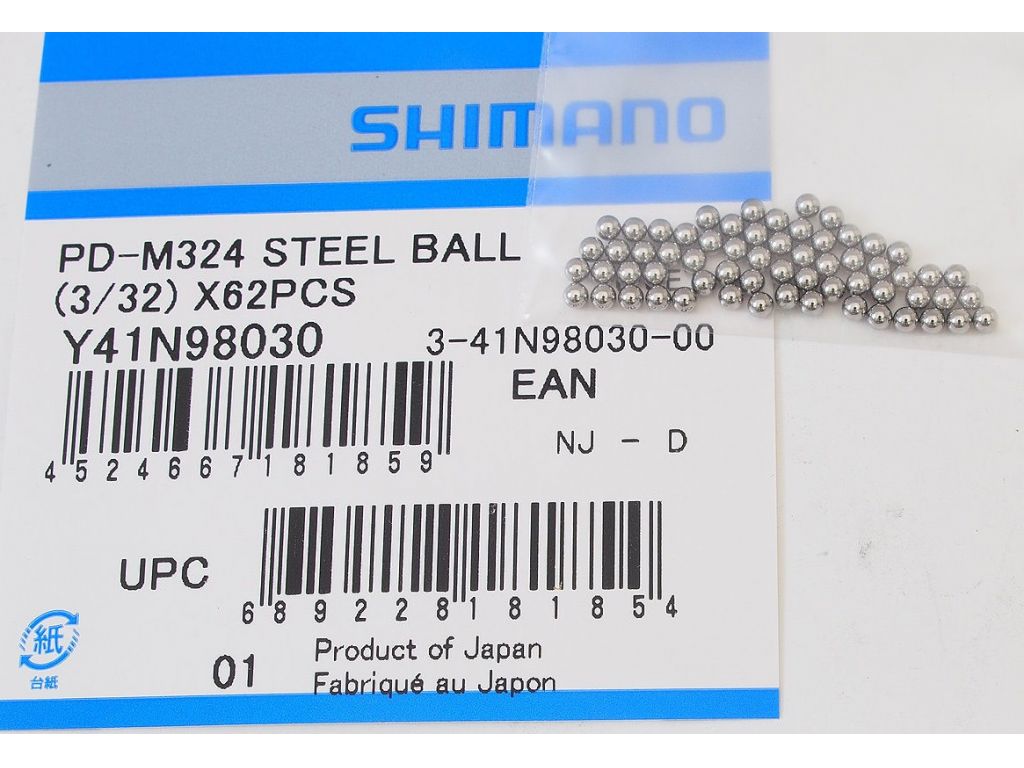 SHIMANO
PD-M324 STEEL BALL
(3/32) X62PCS
Y41N98030 3-41N98030-00
EAN
NJ - D
4 524667 181859
UPC
6 89228 18185 4
紙
台紙
01
Product of Japan
Fabriqué au Japon